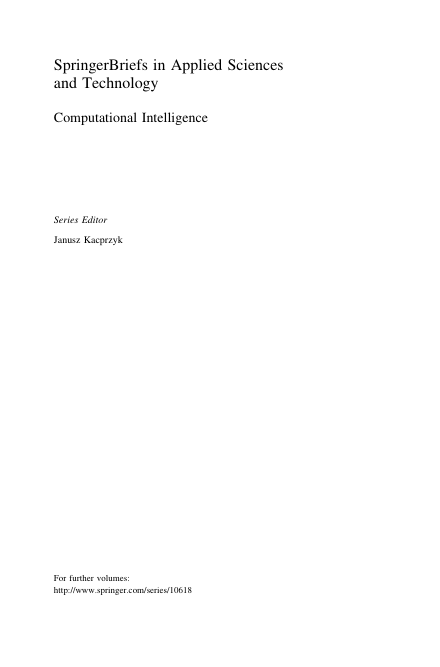 SpringerBriefs in Applied Sciences
and Technology
Computational Intelligence
Series Editor
Janusz Kacprzyk
For further volumes:
http://www.springer.com/series/10618